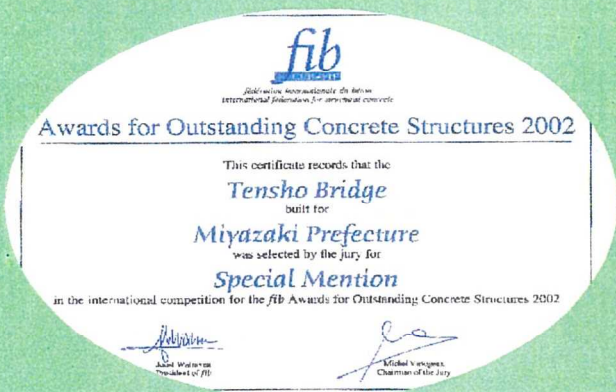 fib
fédération internationale du béton
international federation for structural concrete
Awards for Outstanding Concrete Structures 2002
This certificate records that the
Tensho Bridge
built for
Miyazaki Prefecture
was selected by the jury for
Special Mention
in the international competition for the fib Awards for Outstanding Concrete Structures 2002
President of fib
Michel Virlogeux
Chairman of the Jury